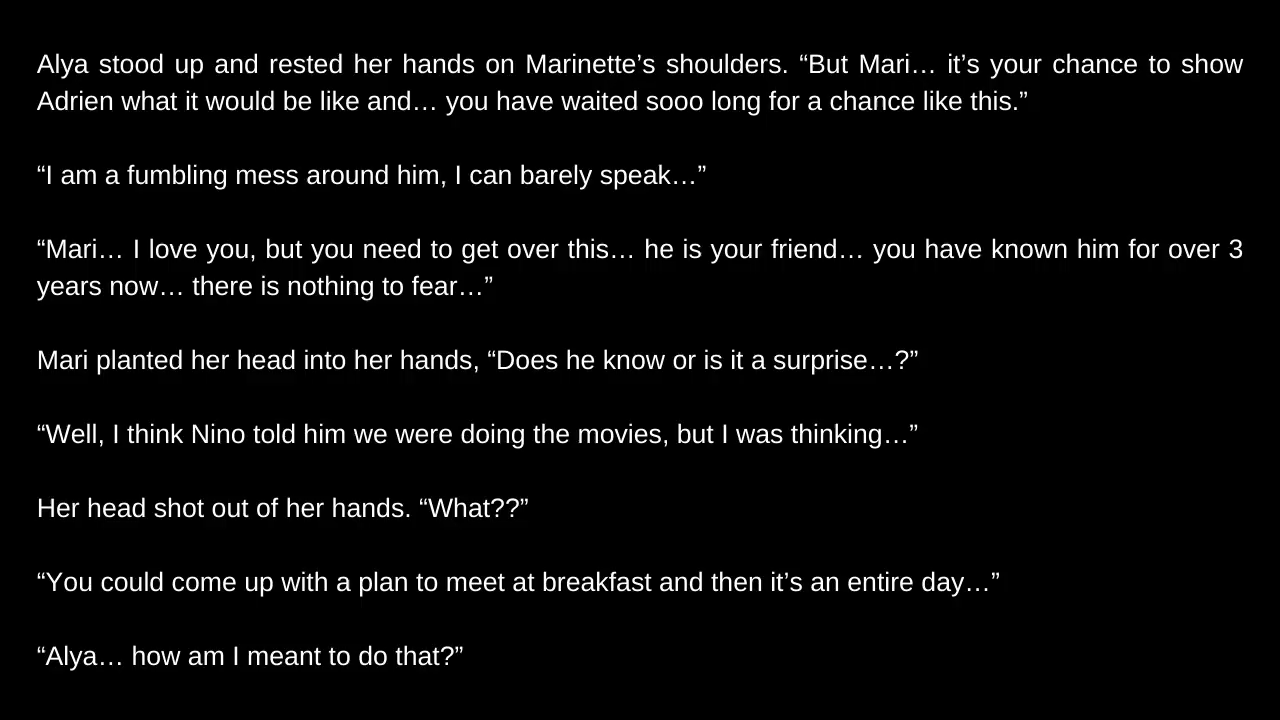 Alya stood up and rested her hands on Marinette’s shoulders. “But Mari… it’s your chance to show
Adrien what it would be like and… you have waited sooo long for a chance like this.”
“I am a fumbling mess around him, I can barely speak…”
“Mari… I love you, but you need to get over this… he is your friend… you have known him for over 3
years now… there is nothing to fear…”
Mari planted her head into her hands, “Does he know or is it a surprise…?”
“Well, I think Nino told him we were doing the movies, but I was thinking…”
Her head shot out of her hands. “What??”
“You could come up with a plan to meet at breakfast and then it’s an entire day…”
“Alya… how am I meant to do that?”